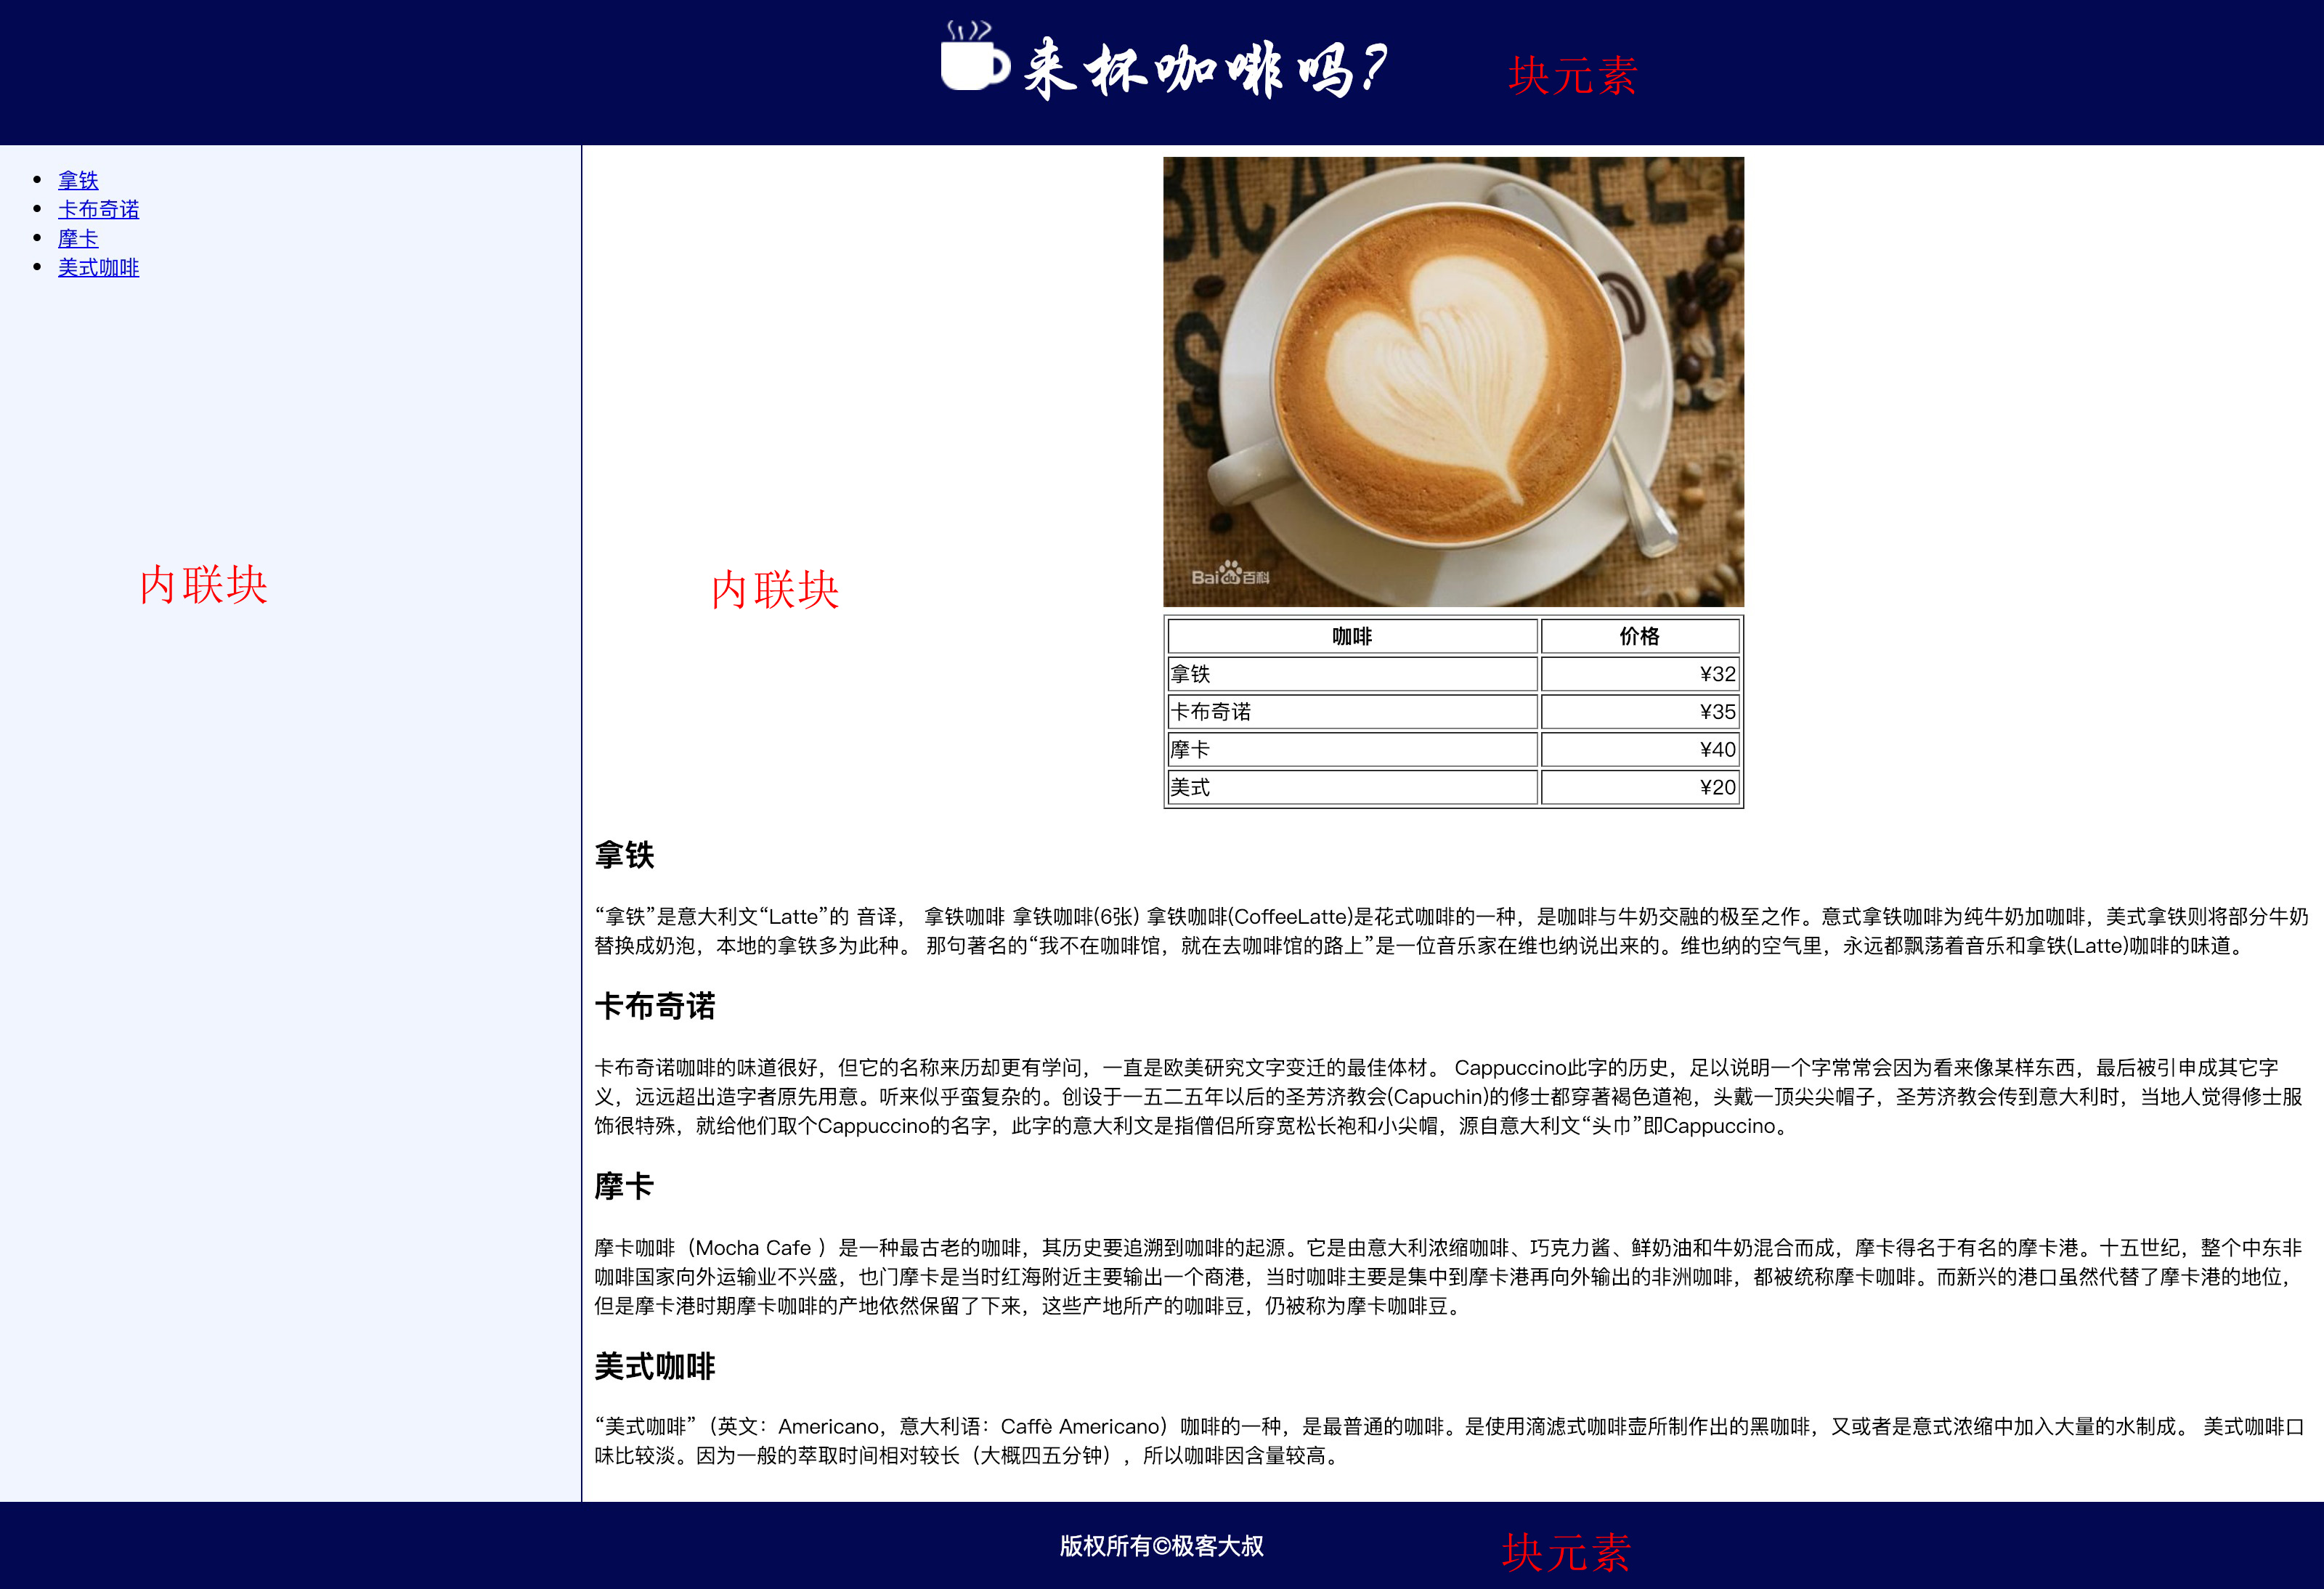 来杯咖啡吗?
块元素
拿铁
卡布奇诺
摩卡
美式咖啡
内联块
内联块
Bai du 百科
咖啡 价格
拿铁 ¥32
卡布奇诺 ¥35
摩卡 ¥40
美式 ¥20
拿铁
“拿铁”是意大利文“Latte”的 音译， 拿铁咖啡 拿铁咖啡(6张) 拿铁咖啡(CoffeeLatte)是花式咖啡的一种，是咖啡与牛奶交融的极至之作。意式拿铁咖啡为纯牛奶加咖啡，美式拿铁则将部分牛奶
替换成奶泡，本地的拿铁多为此种。 那句著名的“我不在咖啡馆，就在去咖啡馆的路上”是一位音乐家在维也纳说出来的。维也纳的空气里，永远都飘荡着音乐和拿铁(Latte)咖啡的味道。
卡布奇诺
卡布奇诺咖啡的味道很好，但它的名称来历却更有学问，一直是欧美研究文字变迁的最佳体材。 Cappuccino此字的历史，足以说明一个字常常会因为看来像某样东西，最后被引申成其它字
义，远远超出造字者原先用意。听来似乎蛮复杂的。创设于一五二五年以后的圣芳济教会(Capuchin)的修士都穿著褐色道袍，头戴一顶尖尖帽子，圣芳济教会传到意大利时，当地人觉得修士服
饰很特殊，就给他们取个Cappuccino的名字，此字的意大利文是指僧侣所穿宽松长袍和小尖帽，源自意大利文“头巾”即Cappuccino。
摩卡
摩卡咖啡（Mocha Cafe ）是一种最古老的咖啡，其历史要追溯到咖啡的起源。它是由意大利浓缩咖啡、巧克力酱、鲜奶油和牛奶混合而成，摩卡得名于有名的摩卡港。十五世纪，整个中东非
咖啡国家向外运输业不兴盛，也门摩卡是当时红海附近主要输出一个商港，当时咖啡主要是集中到摩卡港再向外输出的非洲咖啡，都被统称摩卡咖啡。而新兴的港口虽然代替了摩卡港的地位，
但是摩卡港时期摩卡咖啡的产地依然保留了下来，这些产地所产的咖啡豆，仍被称为摩卡咖啡豆。
美式咖啡
“美式咖啡”（英文：Americano，意大利语：Caffè Americano）咖啡的一种，是最普通的咖啡。是使用滴滤式咖啡壶所制作出的黑咖啡，又或者是意式浓缩中加入大量的水制成。 美式咖啡口
味比较淡。因为一般的萃取时间相对较长（大概四五分钟），所以咖啡因含量较高。
版权所有©极客大叔
块元素